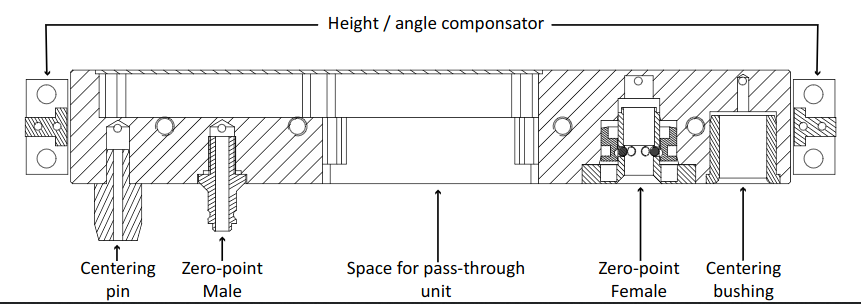 Height / angle componsator
Centering
pin
Zero-point
Male
Space for pass-through
unit
Zero-point
Female
Centering
bushing